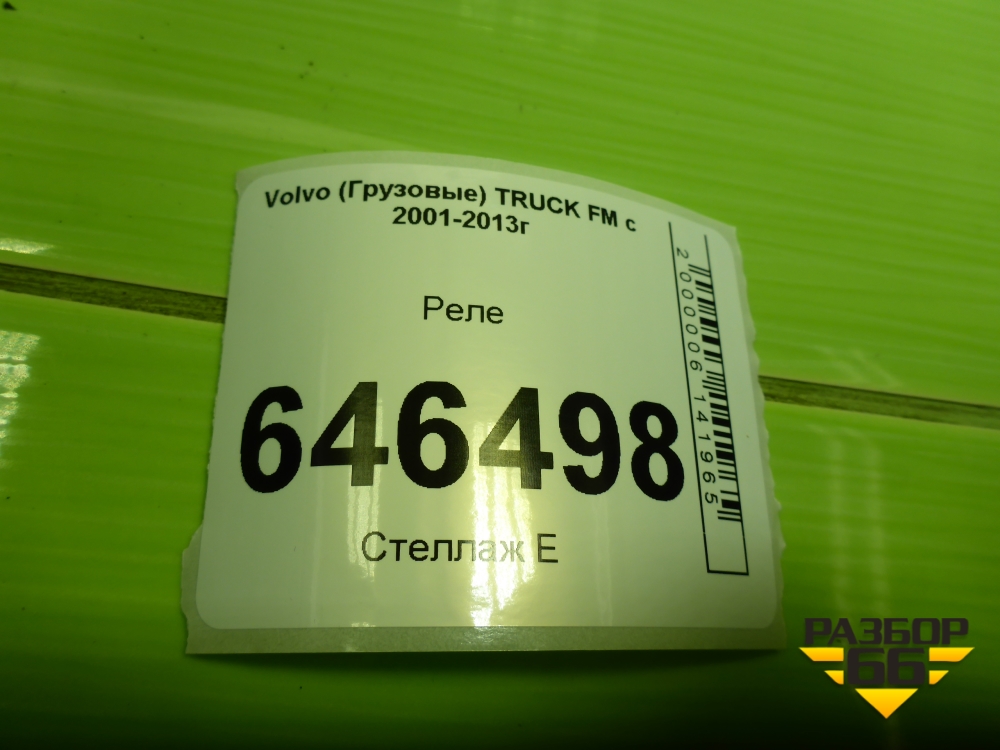 Volvo (Грузовые) TRUCK FM с
2001-2013г
Реле
646498
Стеллаж Е
2000006141965
РАЗБОР
66